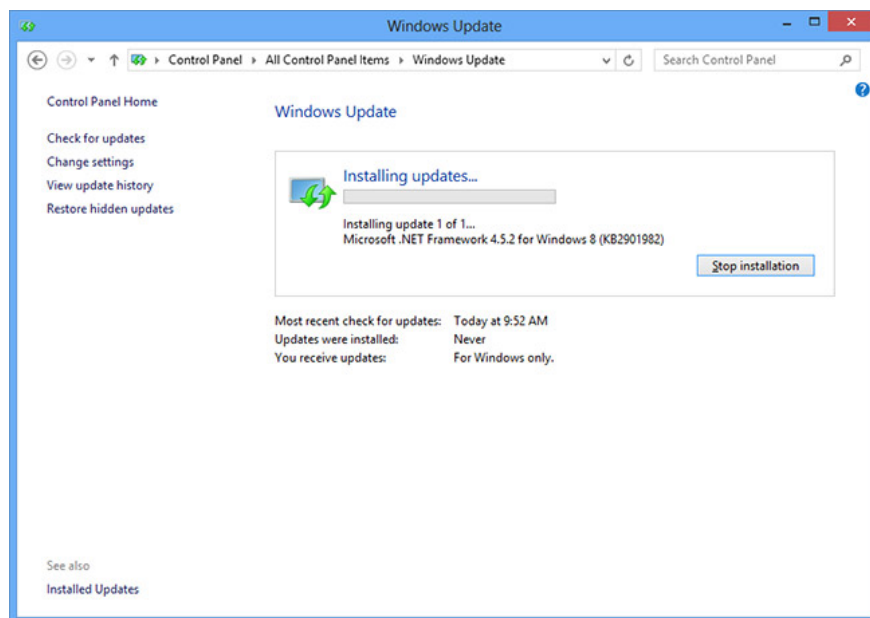 Windows Update
Control Panel All Control Panel Items Windows Update
Search Control Panel
Control Panel Home
Check for updates
Change settings
View update history
Restore hidden updates
Windows Update
Installing updates...
Installing update 1 of 1...
Microsoft .NET Framework 4.5.2 for Windows 8 (KB2901982)
Stop installation
Most recent check for updates: Today at 9:52 AM
Updates were installed: Never
You receive updates: For Windows only.
See also
Installed Updates